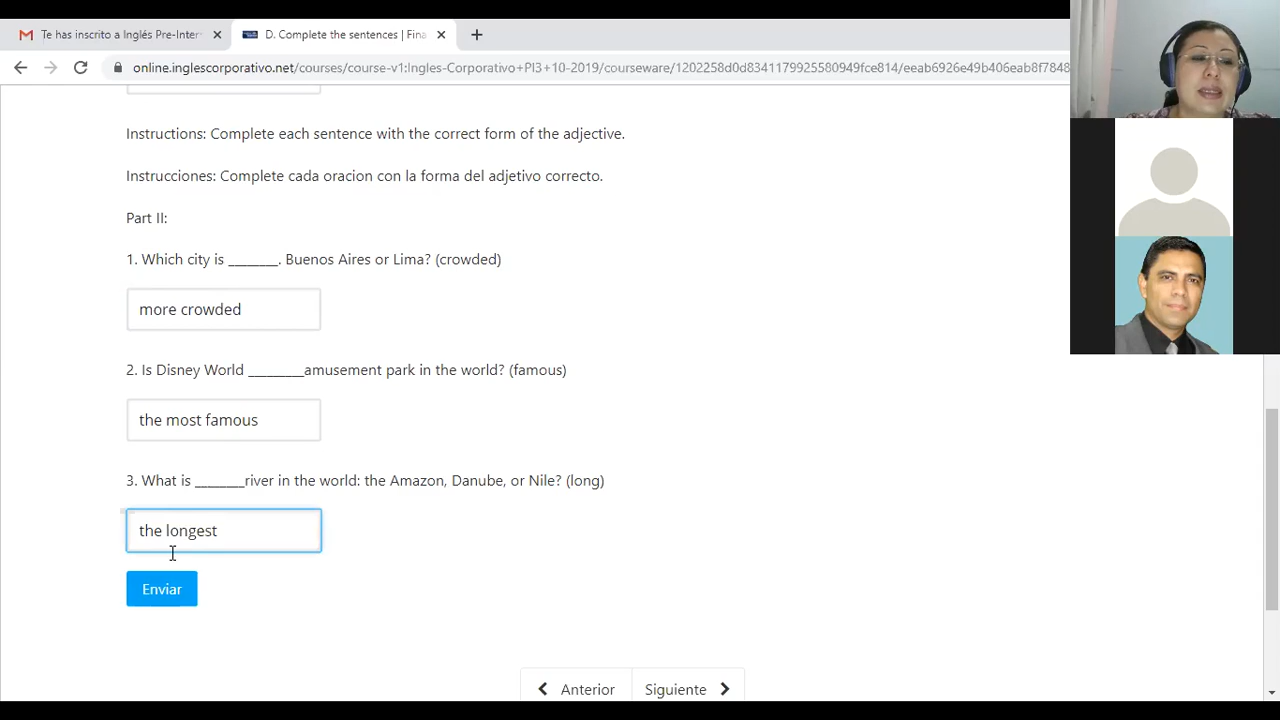 Te has inscrito a Inglés Pre-Inter
D. Complete the sentences | Fina
online.inglescorporativo.net/courses/course-v1:Ingles-Corporativo+PI3+10-2019/courseware/1202258d0d8341179925580949fce814/eeab6926e49b406eab8f7848
Instructions: Complete each sentence with the correct form of the adjective.
Instrucciones: Complete cada oracion con la forma del adjetivo correcto.
Part II:
1. Which city is ________. Buenos Aires or Lima? (crowded)
more crowded
2. Is Disney World _________amusement park in the world? (famous)
the most famous
3. What is ________river in the world: the Amazon, Danube, or Nile? (long)
the longest
Enviar
Anterior
Siguiente